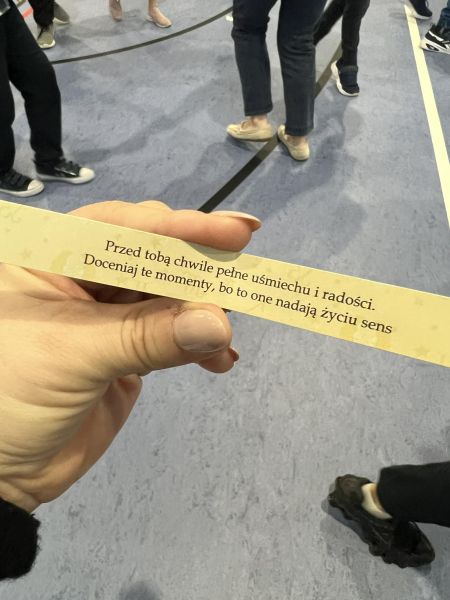 Przed tobą chwile pełne uśmiechu i radości.
Doceniaj te momenty, bo to one nadają życiu sens